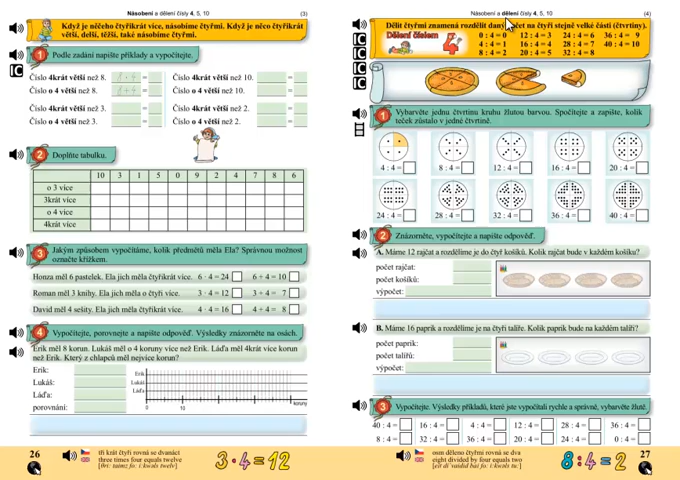 Násobení a dělení čísly 4, 5, 10
(3)
Když je něčeho čtyřikrát více, násobíme čtyřmi. Když je něco čtyřikrát
větší, delší, těžší, také násobíme čtyřmi.
1 Podle zadání napište příklady a vypočítejte.
Číslo 4krát větší než 8. =
Číslo 4krát větší než 10. =
Číslo o 4 větší než 8. =
Číslo o 4 větší než 10. =
Číslo 4krát větší než 3. =
Číslo 4krát větší než 2. =
Číslo o 4 větší než 3. =
Číslo o 4 větší než 2. =
2 Doplňte tabulku.
10 3 1 5 0 9 2 4 7 8 6
o 3 více
3krát více
o 4 více
4krát více
3 Jakým způsobem vypočítáme, kolik předmětů měla Ela? Správnou možnost
označte křížkem.
Honza měl 6 pastelek. Ela jich měla čtyřikrát více. 6 · 4 = 24 6 + 4 = 10
Roman měl 3 knihy. Ela jich měla o čtyři více. 3 · 4 = 12 3 + 4 = 7
David měl 4 sešity. Ela jich měla čtyřikrát více. 4 · 4 = 16 4 + 4 = 8
4 Vypočítejte, porovnejte a napište odpověď. Výsledky znázorněte na osách.
Erik měl 8 korun. Lukáš měl o 4 koruny více než Erik. Láďa měl 4krát více korun
než Erik. Který z chlapců měl nejvíce korun?
Erik:
Lukáš:
Láďa:
porovnání:
Erik
Lukáš
Láďa
0 10 koruny
26
tři krát čtyři rovná se dvanáct
three times four equals twelve
3 · 4 = 12
Násobení a dělení čísly 4, 5, 10
(4)
Dělit čtyřmi znamená rozdělit daný počet na čtyři stejně velké části (čtvrtiny).
Dělení číslem 4
0 : 4 = 0 12 : 4 = 3 24 : 4 = 6 36 : 4 = 9
4 : 4 = 1 16 : 4 = 4 28 : 4 = 7 40 : 4 = 10
8 : 4 = 2 20 : 4 = 5 32 : 4 = 8
1 Vybarvěte jednu čtvrtinu kruhu žlutou barvou. Spočítejte a zapište, kolik
teček zůstalo v jedné čtvrtině.
4 : 4 = 8 : 4 = 12 : 4 = 16 : 4 = 20 : 4 =
24 : 4 = 28 : 4 = 32 : 4 = 36 : 4 = 40 : 4 =
2 Znázorněte, vypočítejte a napište odpověď.
A. Máme 12 rajčat a rozdělíme je do čtyř košíků. Kolik rajčat bude v každém košíku?
počet rajčat:
počet košíků:
výpočet:
B. Máme 16 paprik a rozdělíme je na čtyři talíře. Kolik paprik bude na každém talíři?
počet paprik:
počet talířů:
výpočet:
3 Vypočítejte. Výsledky příkladů, které jste vypočítali rychle a správně, vybarvěte žlutě.
40 : 4 = 16 : 4 = 4 : 4 = 12 : 4 = 28 : 4 = 36 : 4 =
8 : 4 = 32 : 4 = 36 : 4 = 20 : 4 = 24 : 4 = 0 : 4 =
osm děleno čtyřmi rovná se dva
eight divided by four equals two
8 : 4 = 2
27